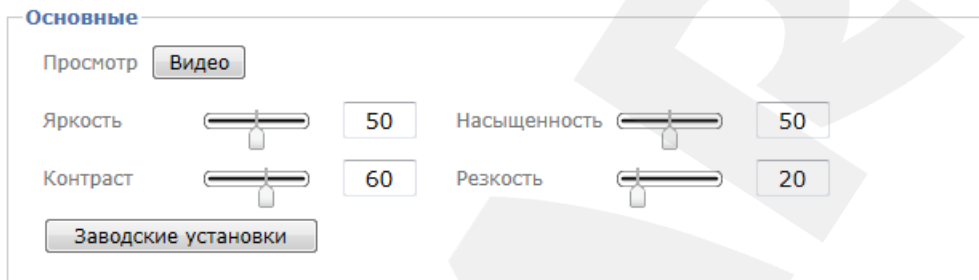 Основные
Просмотр Видео
Яркость 50 Насыщенность 50
Контраст 60 Резкость 20
Заводские установки